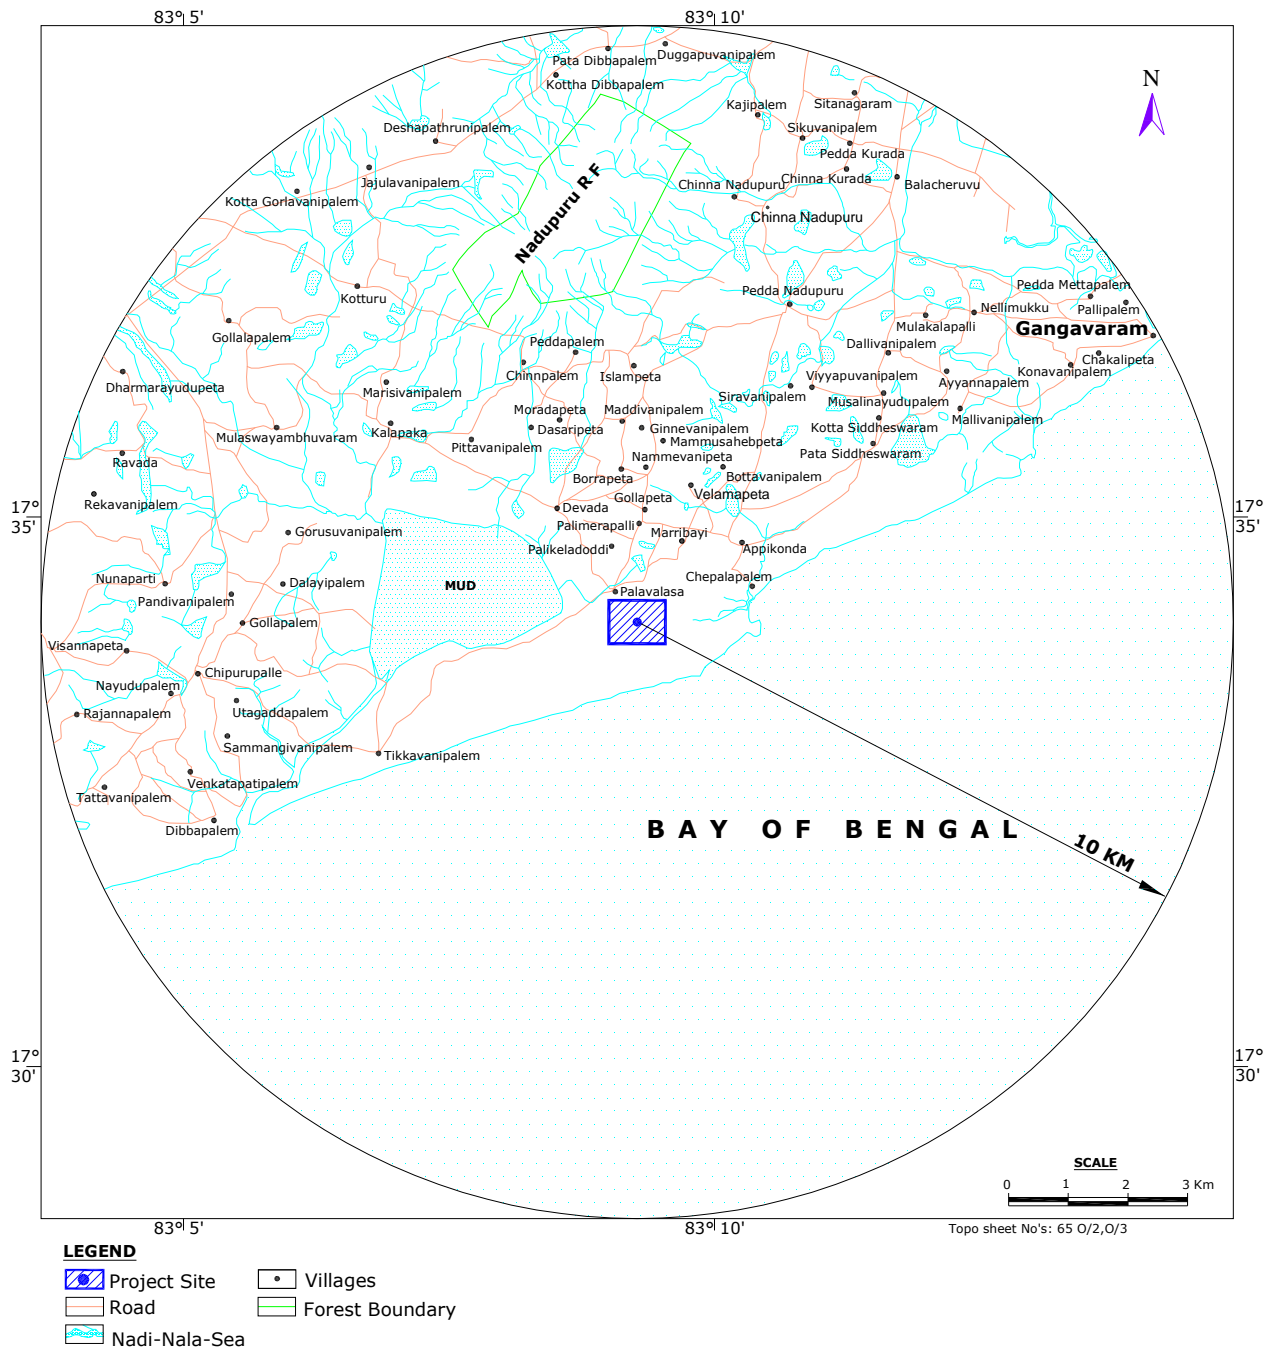 83° 5'
83° 10'
Duggapuvanipalem
Pata Dibbapalem
Kottha Dibbapalem
N
Kajipalem
Sitanagaram
Deshapathrunipalem
Sikuvanipalem
Pedda Kurada
Nadupuru R F
Jajulavanipalem
Chinna Nadupuru
Chinna Kurada
Balacheruvu
Kotta Gorlavanipalem
Chinna Nadupuru
Kotturu
Pedda Nadupuru
Pedda Mettapalem
Pallipalem
Nellimukku
Mulakalapalli
Gangavaram
Gollalapalem
Peddapalem
Dallivanipalem
Chakalipeta
Chinnpalem
Islampeta
Konavanipalem
Dharmarayudupeta
Marisivanipalem
Viyyapuvanipalem
Ayyannapalem
Siravanipalem
Musalinayudupalem
Moradapeta
Maddivanipalem
Mallivanipalem
Dasaripeta
Ginnevanipalem
Kotta Siddheswaram
Mulaswayambhuvaram
Kalapaka
Pittavanipalem
Mammusahebpeta
Pata Siddheswaram
Nammevanipeta
Ravada
Borrapeta
Bottavanipalem
Rekavanipalem
Gollapeta
Velamapeta
17°
35'
17°
35'
Devada
Palimerapalli
Gorusuvanipalem
Marribayi
Palikeladoddi
Appikonda
Nunaparti
Dalayipalem
MUD
Chepalapalem
Pandivanipalem
Palavalasa
Gollapalem
Visannapeta
Chipurupalle
Nayudupalem
Rajannapalem
Utagaddapalem
Sammangivanipalem
Tikkavanipalem
Venkatapatipalem
Tattavanipalem
Dibbapalem
BAY OF BENGAL
10 KM
17°
30'
17°
30'
SCALE
0 1 2 3 Km
83° 5'
83° 10'
Topo sheet No's: 65 O/2,O/3
LEGEND
Project Site
Villages
Road
Forest Boundary
Nadi-Nala-Sea